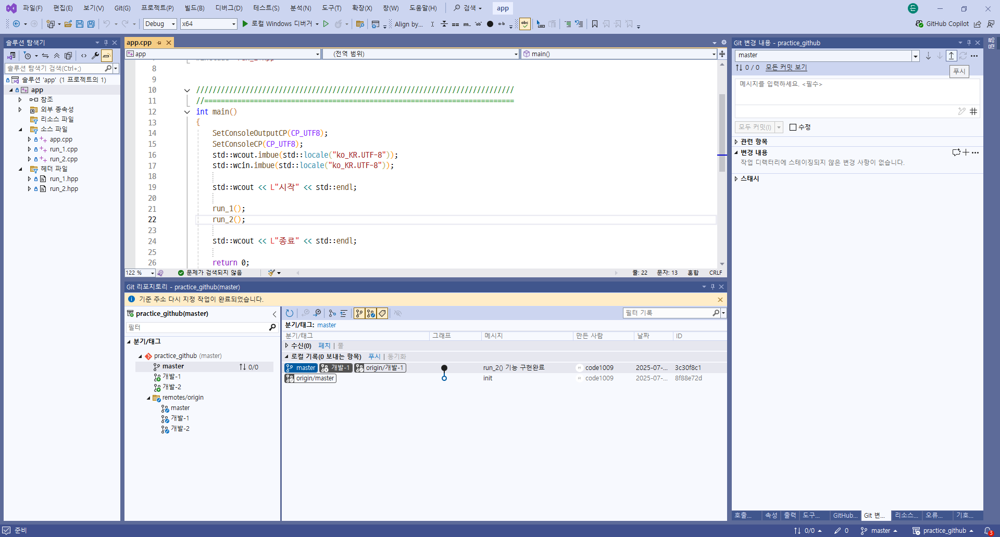 파일(F) 편집(E) 보기(V) Git(G) 프로젝트(P) 빌드(B) 디버그(D) 테스트(S) 분석(N) 도구(T) 확장(X) 창(W) 도움말(H) 검색 app
Debug x64 로컬 Windows 디버거 Align by... GitHub Copilot
솔루션 탐색기
솔루션 탐색기 검색(Ctrl+;)
솔루션 'app' (1 프로젝트의 1)
app
참조
외부 종속성
리소스 파일
소스 파일
app.cpp
run_1.cpp
run_2.cpp
헤더 파일
run_1.hpp
run_2.hpp
app.cpp
app (전역 범위) main()
8
9
10 /////////////////////////////////////////////////////////////////////////////
11 //===========================================================================
12 int main()
13 {
14 SetConsoleOutputCP(CP_UTF8);
15 SetConsoleCP(CP_UTF8);
16 std::wcout.imbue(std::locale("ko_KR.UTF-8"));
17 std::wcin.imbue(std::locale("ko_KR.UTF-8"));
18
19 std::wcout << L"시작" << std::endl;
20
21 run_1();
22 run_2();
23
24 std::wcout << L"종료" << std::endl;
25
26 return 0;
122 % 문제가 검색되지 않음 줄: 22 문자: 13 혼합 CRLF
Git 리포지토리 - practice_github(master)
기준 주소 다시 지정 작업이 완료되었습니다.
practice_github(master)
필터
분기/태그
practice_github (master)
master 0/0
개발-1
개발-2
remotes/origin
master
개발-1
개발-2
필터 기록
분기/태그: master
분기/태그 그래프 메시지 만든 사람 날짜 ID
수신(0) 페치 | 풀
로컬 기록(0 보내는 항목) 푸시 | 동기화
master 개발-1 origin/개발-1 run_2() 기능 구현완료 code1009 2025-07-... 3c30f8c1
origin/master init code1009 2025-07-... 8f88e72d
Git 변경 내용 - practice_github
master
0 / 0 모든 커밋 보기
푸시
메시지를 입력하세요. <필수>
모두 커밋(I) 수정
관련 항목
변경 내용
작업 디렉터리에 스테이징되지 않은 변경 사항이 없습니다.
스태시
호출... 속성 출력 도구... GitHub... Git 변... 리소스... 오류... 기호...
알림
준비 0/0 0 master practice_github 3